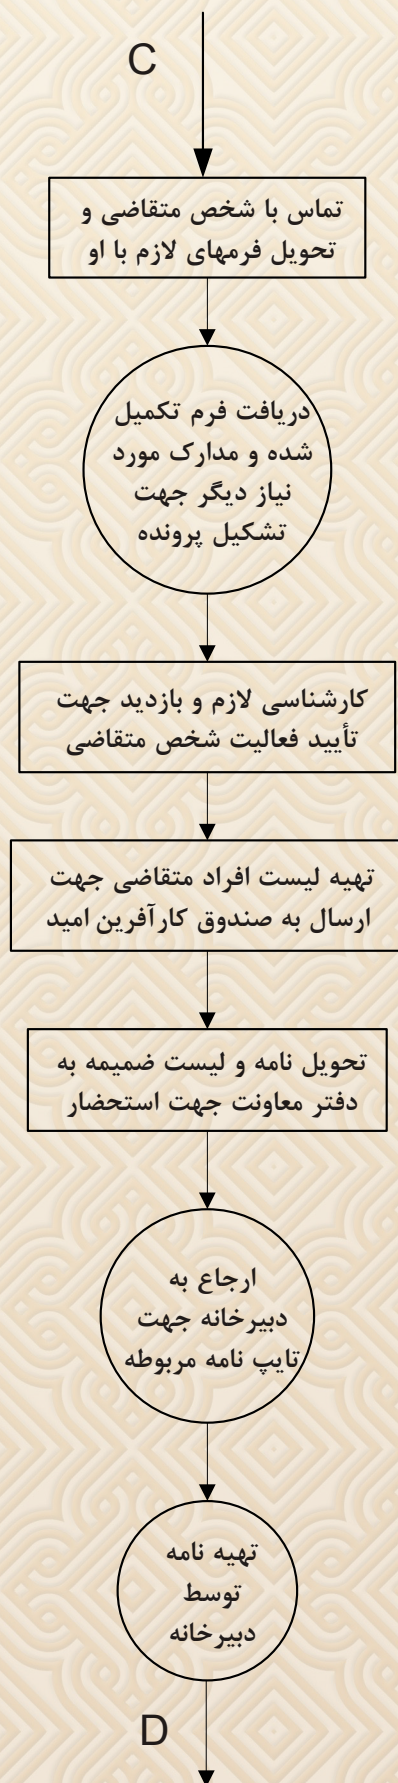 C
تماس با شخص متقاضی و
تحویل فرمهای لازم با او
دریافت فرم تکمیل
شده و مدارک مورد
نیاز دیگر جهت
تشکیل پرونده
کارشناسی لازم و بازدید جهت
تأیید فعالیت شخص متقاضی
تهیه لیست افراد متقاضی جهت
ارسال به صندوق کارآفرین امید
تحویل نامه و لیست ضمیمه به
دفتر معاونت جهت استحضار
ارجاع به
دبیرخانه جهت
تایپ نامه مربوطه
تهیه نامه
توسط
دبیرخانه
D